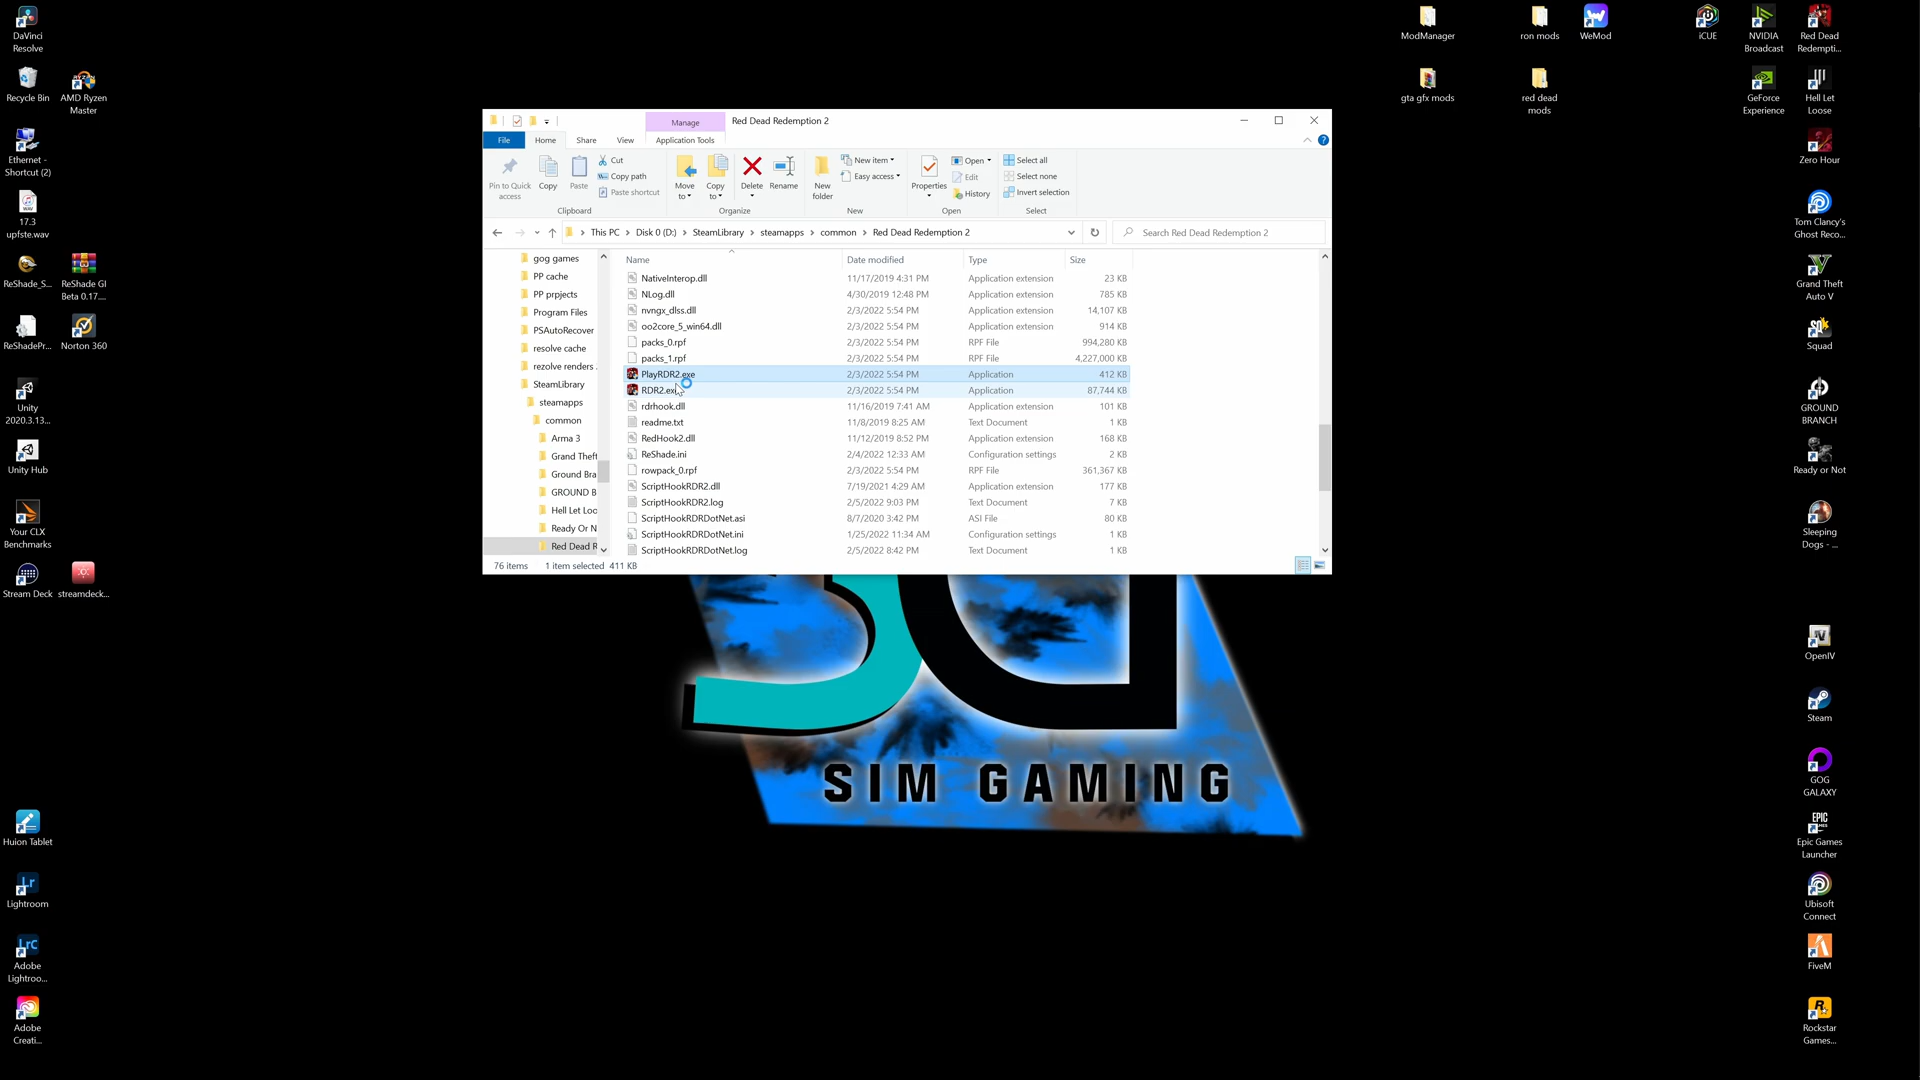 DaVinci
Resolve
Recycle Bin
AMD Ryzen
Master
Ethernet -
Shortcut (2)
17.3
upfste.wav
ReShade_S...
ReShade GI
Beta 0.17....
ReShadePr...
Norton 360
Unity
2020.3.13...
Unity Hub
Your CLX
Benchmarks
Stream Deck
streamdeck...
Huion Tablet
Lightroom
Adobe
Lightroo...
Adobe
Creati...
Manage
Red Dead Redemption 2
File
Home
Share
View
Application Tools
Pin to Quick
access
Copy
Paste
Cut
Copy path
Paste shortcut
Clipboard
Move
to
Copy
to
Delete
Rename
Organize
New
folder
New item
Easy access
New
Properties
Open
Edit
History
Open
Select all
Select none
Invert selection
Select
This PC > Disk 0 (D:) > SteamLibrary > steamapps > common > Red Dead Redemption 2
Search Red Dead Redemption 2
gog games
PP cache
PP prpjects
Program Files
PSAutoRecover
resolve cache
rezolve renders .
SteamLibrary
steamapps
common
Arma 3
Grand Theft
Ground Bra
GROUND B
Hell Let Loo
Ready Or N
Red Dead R
Name Date modified Type Size
NativeInterop.dll 11/17/2019 4:31 PM Application extension 23 KB
NLog.dll 4/30/2019 12:48 PM Application extension 785 KB
nvngx_dlss.dll 2/3/2022 5:54 PM Application extension 14,107 KB
oo2core_5_win64.dll 2/3/2022 5:54 PM Application extension 914 KB
packs_0.rpf 2/3/2022 5:54 PM RPF File 994,280 KB
packs_1.rpf 2/3/2022 5:54 PM RPF File 4,227,000 KB
PlayRDR2.exe 2/3/2022 5:54 PM Application 412 KB
RDR2.exe 2/3/2022 5:54 PM Application 87,744 KB
rdrhook.dll 11/16/2019 7:41 AM Application extension 101 KB
readme.txt 11/8/2019 8:25 AM Text Document 1 KB
RedHook2.dll 11/12/2019 8:52 PM Application extension 168 KB
ReShade.ini 2/4/2022 12:33 AM Configuration settings 2 KB
rowpack_0.rpf 2/3/2022 5:54 PM RPF File 361,367 KB
ScriptHookRDR2.dll 7/19/2021 4:29 AM Application extension 177 KB
ScriptHookRDR2.log 2/5/2022 9:03 PM Text Document 7 KB
ScriptHookRDRDotNet.asi 8/7/2020 3:42 PM ASI File 80 KB
ScriptHookRDRDotNet.ini 1/25/2022 11:34 AM Configuration settings 1 KB
ScriptHookRDRDotNet.log 2/5/2022 8:42 PM Text Document 1 KB
76 items 1 item selected 411 KB
SIM GAMING
ModManager
ron mods
WeMod
iCUE
NVIDIA
Broadcast
Red Dead
Redempti...
gta gfx mods
red dead
mods
GeForce
Experience
Hell Let
Loose
Zero Hour
Tom Clancy's
Ghost Reco...
Grand Theft
Auto V
Squad
GROUND
BRANCH
Ready or Not
Sleeping
Dogs - ...
OpenIV
Steam
GOG
GALAXY
Epic Games
Launcher
Ubisoft
Connect
FiveM
Rockstar
Games...